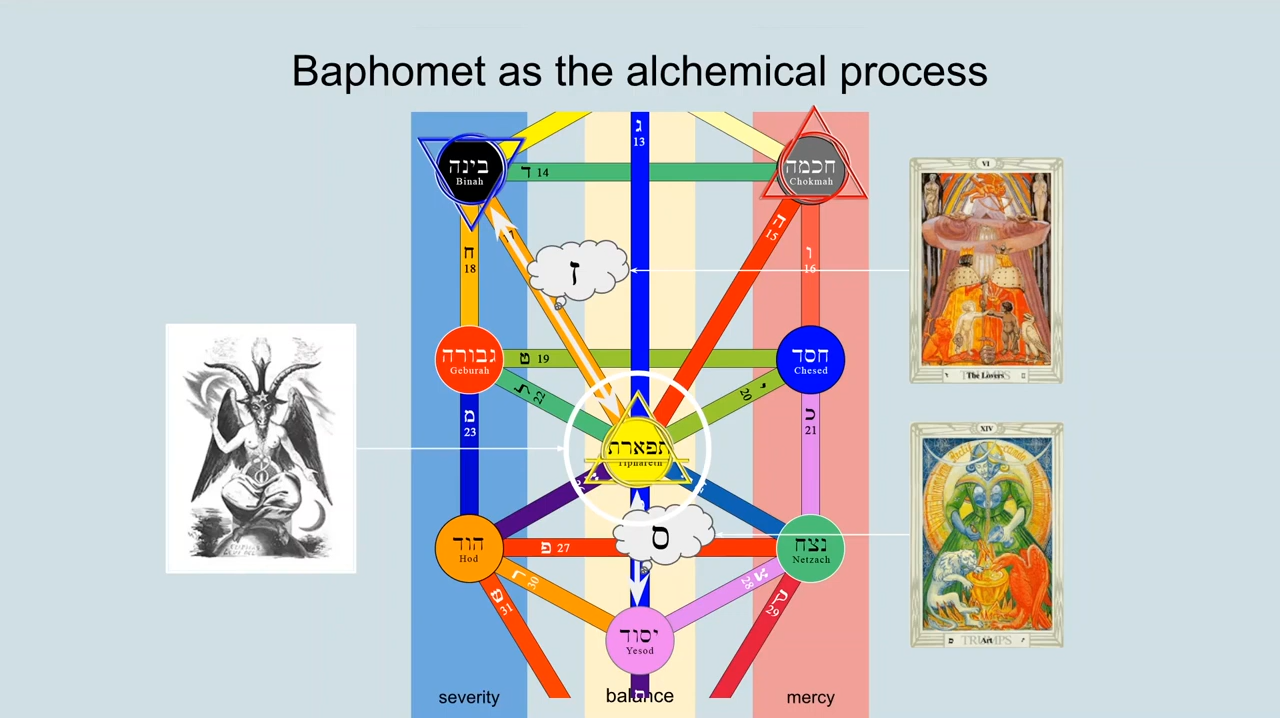 Baphomet as the alchemical process
ג
13
בינה
Binah
ד 14
חכמה
Chokmah
ה
15
ו
16
VI
The Lovers
ח
18
ז
גבורה
Geburah
ט 19
חסד
Chesed
י
20
כ
21
22
מ
23
תפארת
Tiphareth
XIV
Art
ס
הוד
Hod
פ 27
נצח
Netzach
28
ק
29
30
31
יסוד
Yesod
severity
balance
mercy